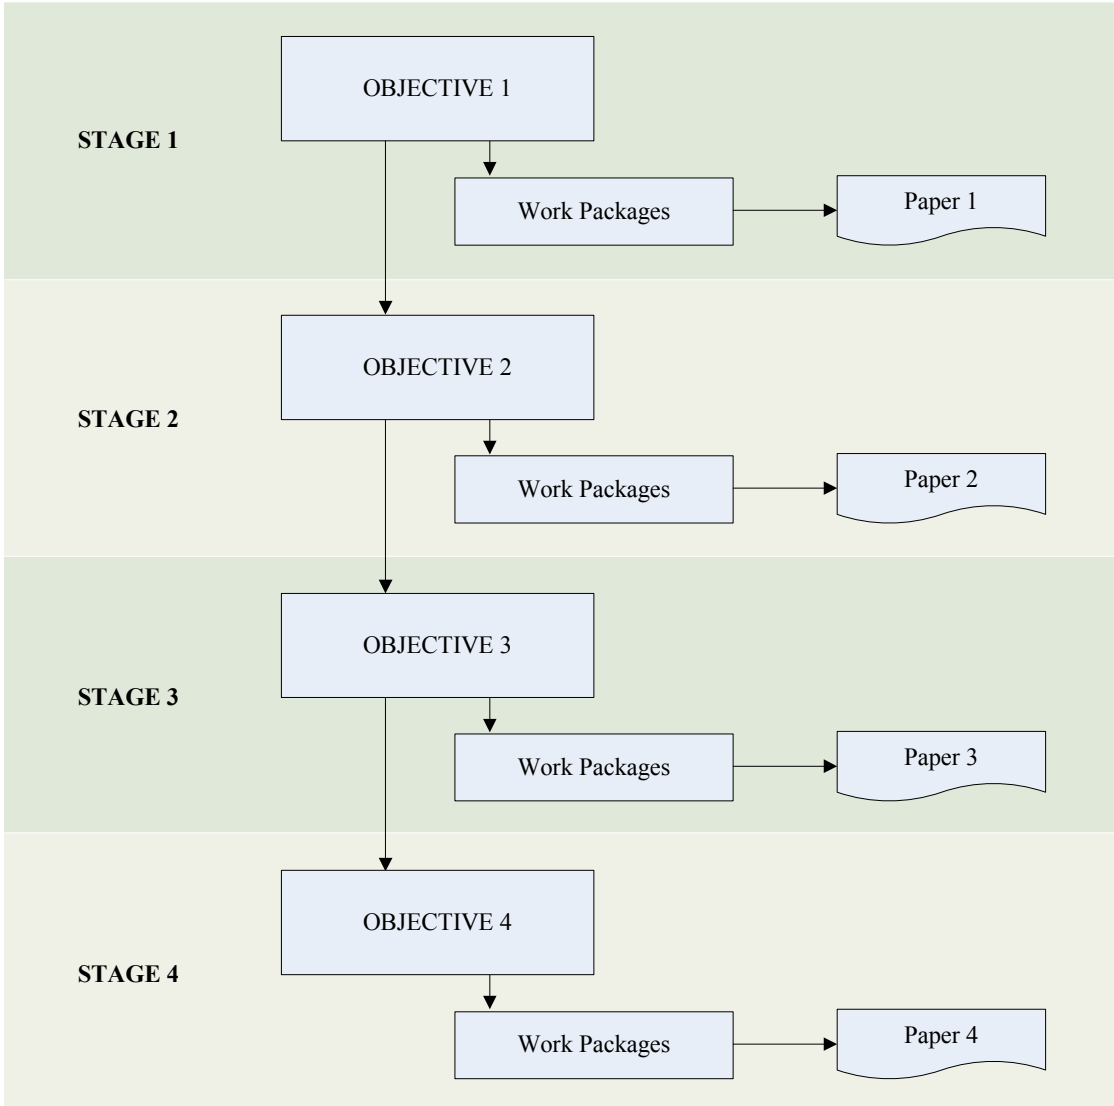 OBJECTIVE 1
STAGE 1
Work Packages
Paper 1
OBJECTIVE 2
STAGE 2
Work Packages
Paper 2
OBJECTIVE 3
STAGE 3
Work Packages
Paper 3
OBJECTIVE 4
STAGE 4
Work Packages
Paper 4